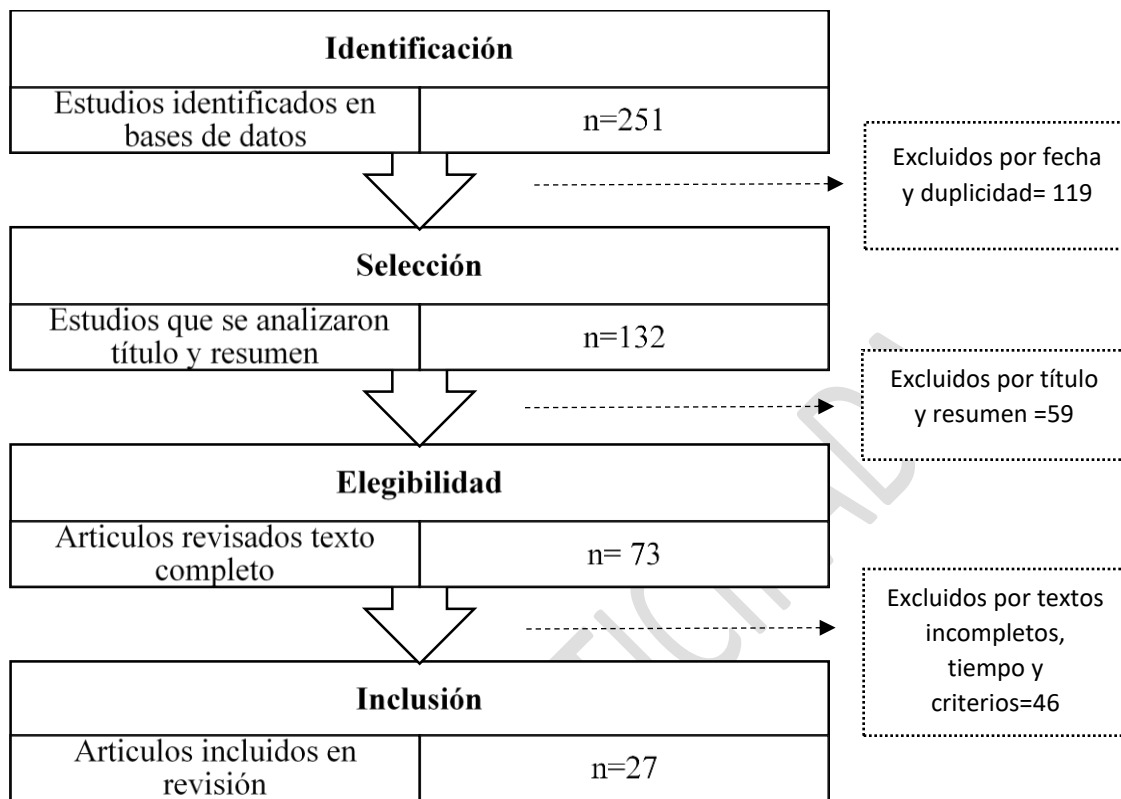 Identificación
Estudios identificados en
bases de datos
n=251
Excluidos por fecha
y duplicidad= 119
Selección
Estudios que se analizaron
título y resumen
n=132
Excluidos por título
y resumen =59
Elegibilidad
Articulos revisados texto
completo
n= 73
Excluidos por textos
incompletos,
tiempo y
criterios=46
Inclusión
Articulos incluidos en
revisión
n=27